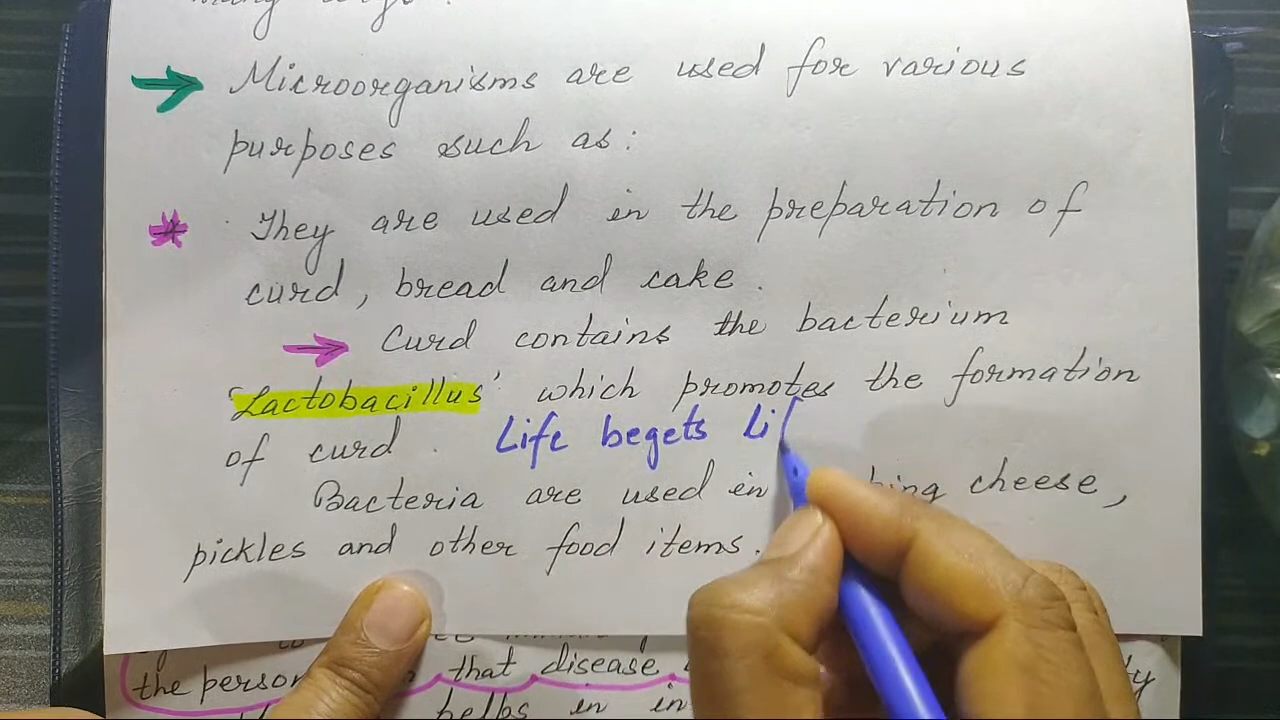 Microorganisms are used for various
purposes such as:
They are used in the preparation of
curd, bread and cake.
Curd contains the bacterium
'Lactobacillus' which promotes the formation
of curd. Life begets Lif
Bacteria are used in cheese,
pickles and other food items.
the person that disease
helps in in